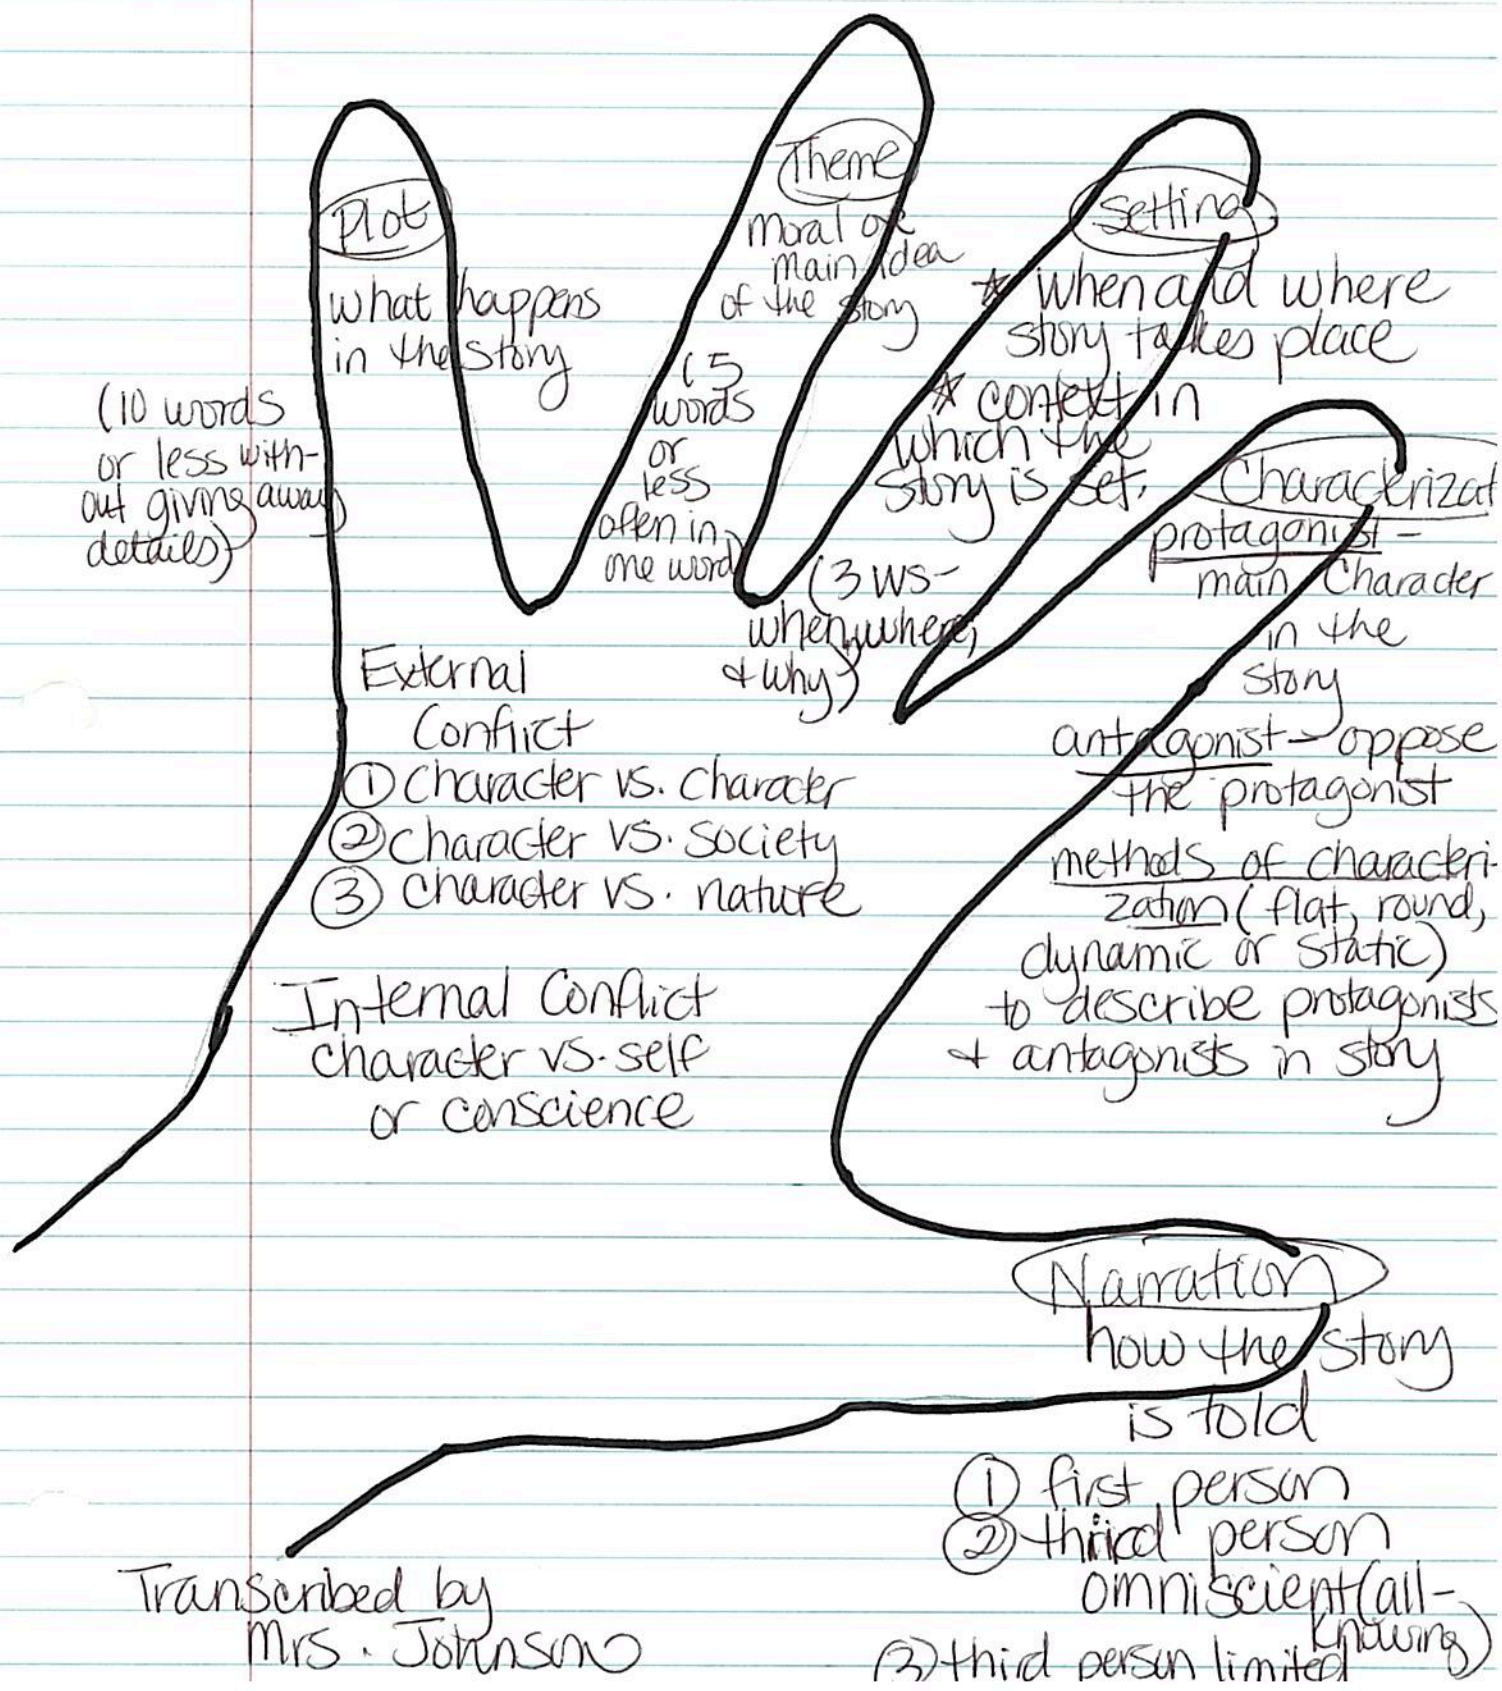 Plot
what happens
in the story
(10 words
or less with-
out giving away
details)
Theme
moral or
main idea
of the story
(5
words
or
less
often in
one word)
Setting
* when and where
story takes place
* context in
which the
story is set.
(3 Ws-
when, where,
& why)
Characterizat
protagonist -
main Character
in the
story
antagonist - oppose
the protagonist
methods of characteri-
zation (flat, round,
dynamic or static)
to describe protagonists
& antagonists in story
External
Conflict
① Character vs. Character
② Character vs. Society
③ Character vs. nature
Internal Conflict
character vs. self
or conscience
Narration
how the story
is told
① first person
② third person
omniscient (all-
knowing)
③ third person limited
Transcribed by
Mrs. Johnson